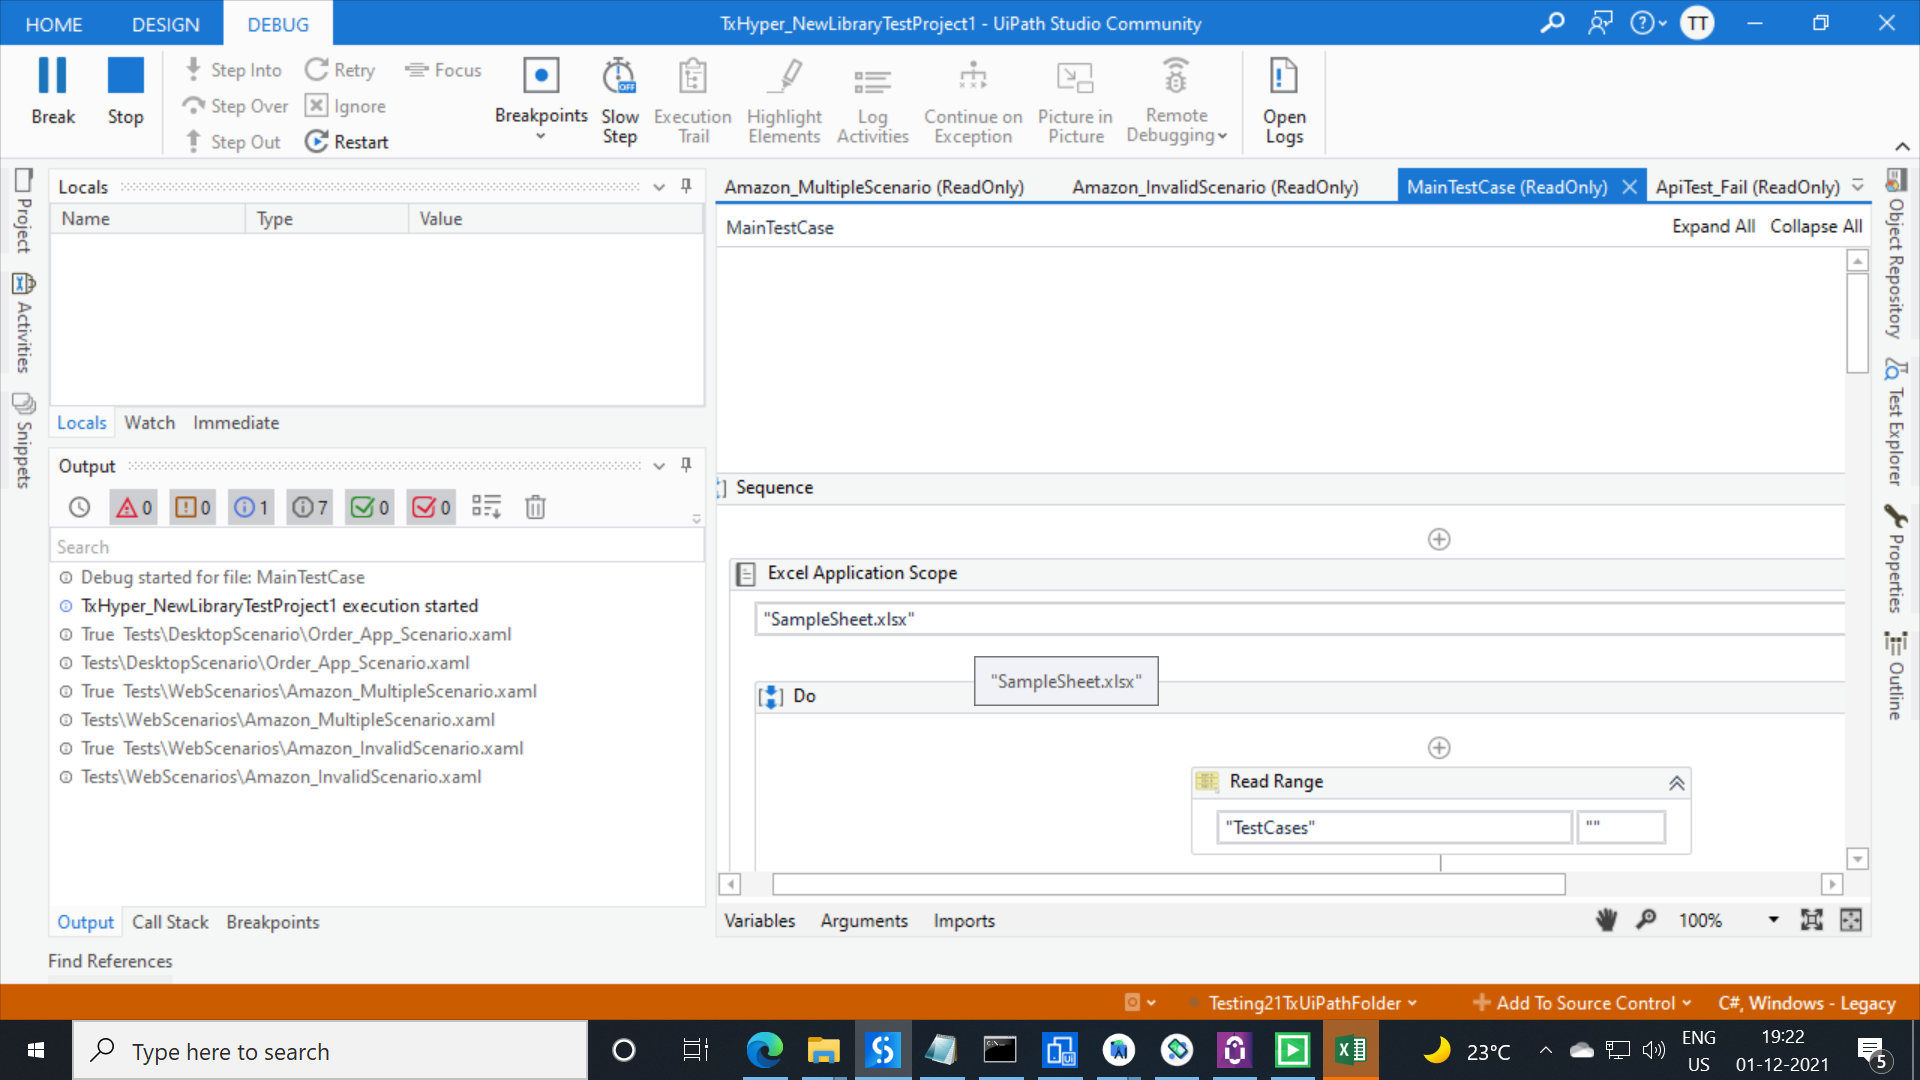 HOME DESIGN DEBUG
TxHyper_NewLibraryTestProject1 - UiPath Studio Community
TT
Break
Stop
Step Into
Step Over
Step Out
Retry
Ignore
Restart
Focus
Breakpoints
OFF
Slow Step
Execution Trail
Highlight Elements
Log Activities
Continue on Exception
Picture in Picture
Remote Debugging
Open Logs
Project
Activities
Snippets
Locals
Name Type Value
Locals Watch Immediate
Output
0 0 1 7 0 0
Search
Debug started for file: MainTestCase
TxHyper_NewLibraryTestProject1 execution started
True Tests\DesktopScenario\Order_App_Scenario.xaml
Tests\DesktopScenario\Order_App_Scenario.xaml
True Tests\WebScenarios\Amazon_MultipleScenario.xaml
Tests\WebScenarios\Amazon_MultipleScenario.xaml
True Tests\WebScenarios\Amazon_InvalidScenario.xaml
Tests\WebScenarios\Amazon_InvalidScenario.xaml
Output Call Stack Breakpoints
Find References
Amazon_MultipleScenario (ReadOnly) Amazon_InvalidScenario (ReadOnly) MainTestCase (ReadOnly) ApiTest_Fail (ReadOnly)
MainTestCase
Expand All Collapse All
Sequence
Excel Application Scope
"SampleSheet.xlsx"
"SampleSheet.xlsx"
Do
Read Range
"TestCases" ""
Variables Arguments Imports
100%
Object Repository
Test Explorer
Properties
Outline
Testing21TxUiPathFolder
Add To Source Control
C#, Windows - Legacy
Type here to search
23°C
ENG
US
19:22
01-12-2021
5